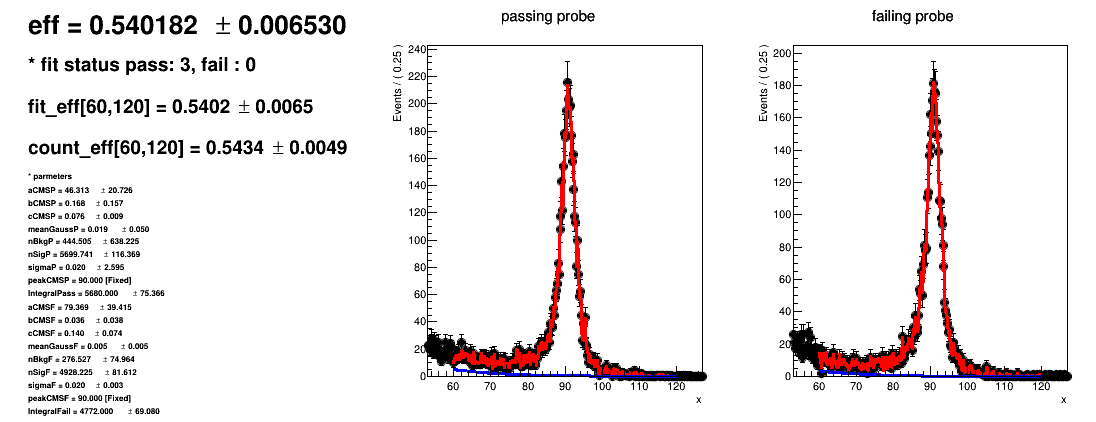 eff = 0.540182 ± 0.006530
* fit status pass: 3, fail : 0
fit_eff[60,120] = 0.5402 ± 0.0065
count_eff[60,120] = 0.5434 ± 0.0049
* parmeters
aCMSP = 46.313 ± 20.726
bCMSP = 0.168 ± 0.157
cCMSP = 0.076 ± 0.009
meanGaussP = 0.019 ± 0.050
nBkgP = 444.505 ± 638.225
nSigP = 5699.741 ± 116.369
sigmaP = 0.020 ± 2.595
peakCMSP = 90.000 [Fixed]
IntegralPass = 5680.000 ± 75.366
aCMSF = 79.369 ± 39.415
bCMSF = 0.036 ± 0.038
cCMSF = 0.140 ± 0.074
meanGaussF = 0.005 ± 0.005
nBkgF = 276.527 ± 74.964
nSigF = 4928.225 ± 81.612
sigmaF = 0.020 ± 0.003
peakCMSF = 90.000 [Fixed]
IntegralFail = 4772.000 ± 69.080
passing probe
Events / ( 0.25 )
240
220
200
180
160
140
120
100
80
60
40
20
0
60 70 80 90 100 110 120
x
failing probe
Events / ( 0.25 )
200
180
160
140
120
100
80
60
40
20
0
60 70 80 90 100 110 120
x